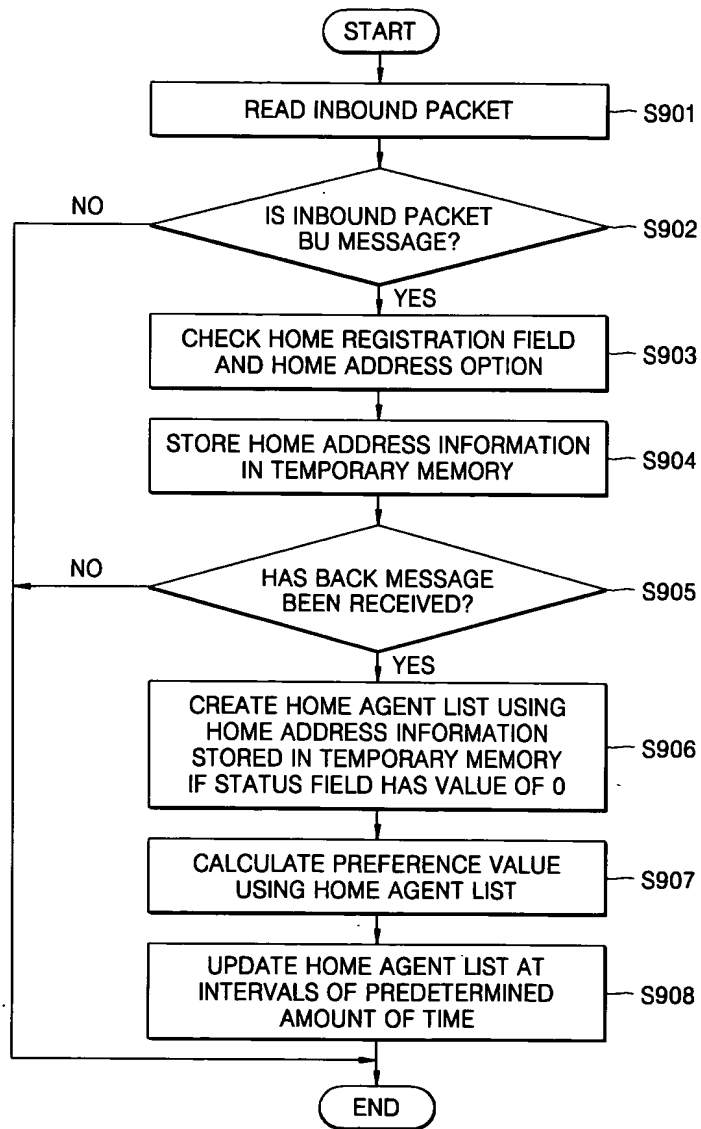 START
READ INBOUND PACKET
S901
NO
IS INBOUND PACKET
BU MESSAGE?
S902
YES
CHECK HOME REGISTRATION FIELD
AND HOME ADDRESS OPTION
S903
STORE HOME ADDRESS INFORMATION
IN TEMPORARY MEMORY
S904
NO
HAS BACK MESSAGE
BEEN RECEIVED?
S905
YES
CREATE HOME AGENT LIST USING
HOME ADDRESS INFORMATION
STORED IN TEMPORARY MEMORY
IF STATUS FIELD HAS VALUE OF 0
S906
CALCULATE PREFERENCE VALUE
USING HOME AGENT LIST
S907
UPDATE HOME AGENT LIST AT
INTERVALS OF PREDETERMINED
AMOUNT OF TIME
S908
END